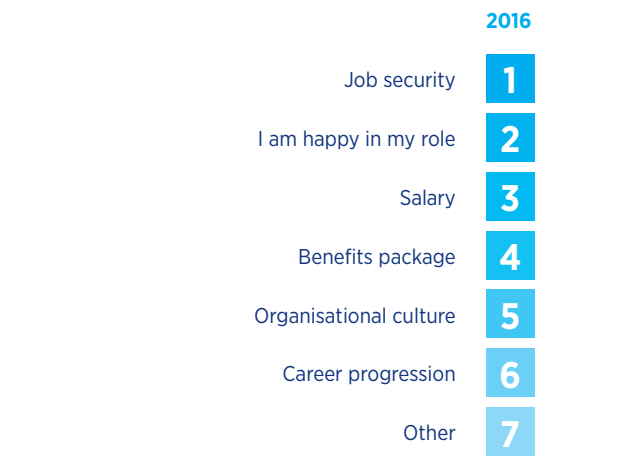 2016
Job security 1
I am happy in my role 2
Salary 3
Benefits package 4
Organisational culture 5
Career progression 6
Other 7